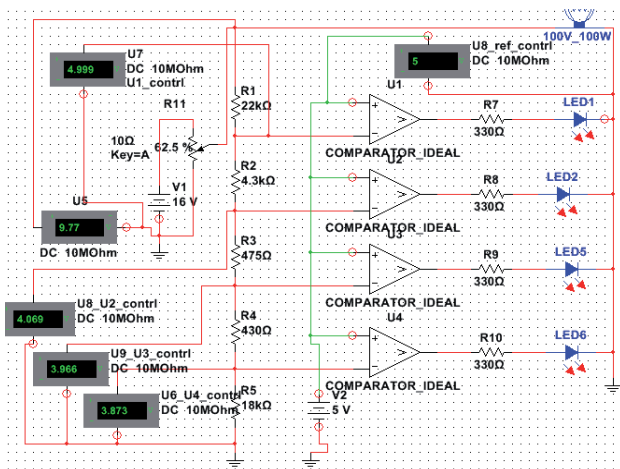 100V_100W
U7
DC 10MOhm
U1_contrl
4.999
U8_ref_contrl
DC 10MOhm
5
R11
10Ω
Key=A
62.5 %
R1
22kΩ
U1
COMPARATOR_IDEAL
R7
330Ω
LED1
V1
16 V
R2
4.3kΩ
U2
COMPARATOR_IDEAL
R8
330Ω
LED2
U5
9.77
DC 10MOhm
R3
475Ω
U3
COMPARATOR_IDEAL
R9
330Ω
LED5
U8_U2_contrl
DC 10MOhm
4.069
R4
430Ω
U4
COMPARATOR_IDEAL
R10
330Ω
LED6
U9_U3_contrl
DC 10MOhm
3.966
U6_U4_contrl
DC 10MOhm
3.873
R5
18kΩ
V2
5 V